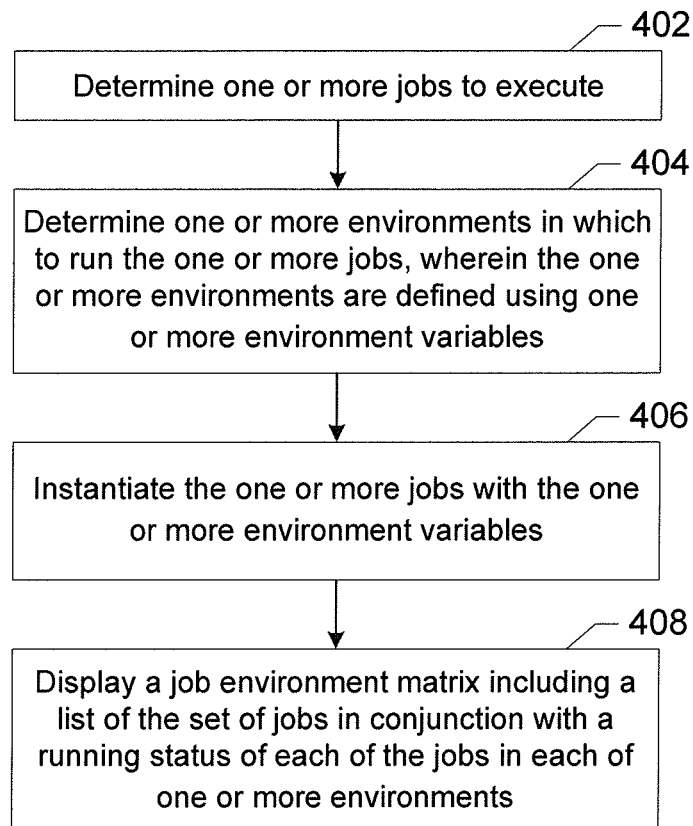 402
Determine one or more jobs to execute
404
Determine one or more environments in which
to run the one or more jobs, wherein the one
or more environments are defined using one
or more environment variables
406
Instantiate the one or more jobs with the one
or more environment variables
408
Display a job environment matrix including a
list of the set of jobs in conjunction with a
running status of each of the jobs in each of
one or more environments